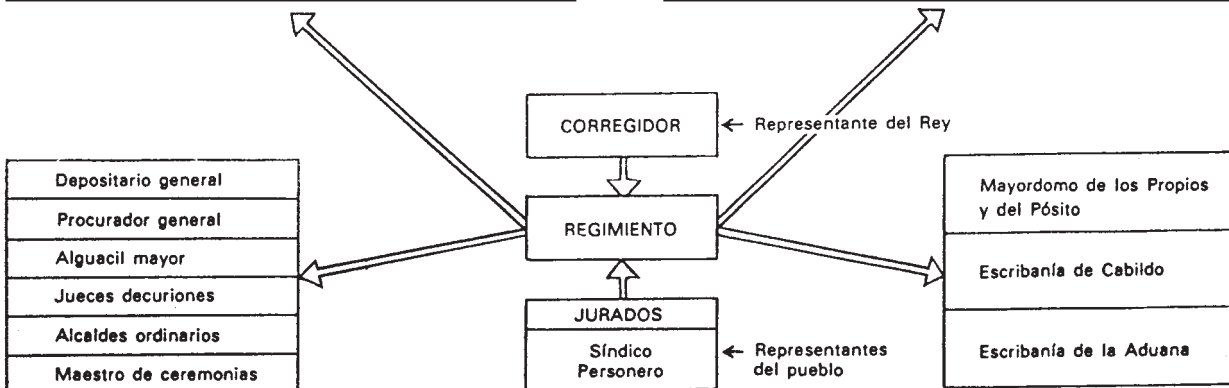 CORREGIDOR
← Representante del Rey
Depositario general
Procurador general
Alguacil mayor
Jueces decuriones
Alcaldes ordinarios
Maestro de ceremonias
REGIMIENTO
JURADOS
Síndico
Personero
← Representantes
del pueblo
Mayordomo de los Propios
y del Pósito
Escribanía de Cabildo
Escribanía de la Aduana